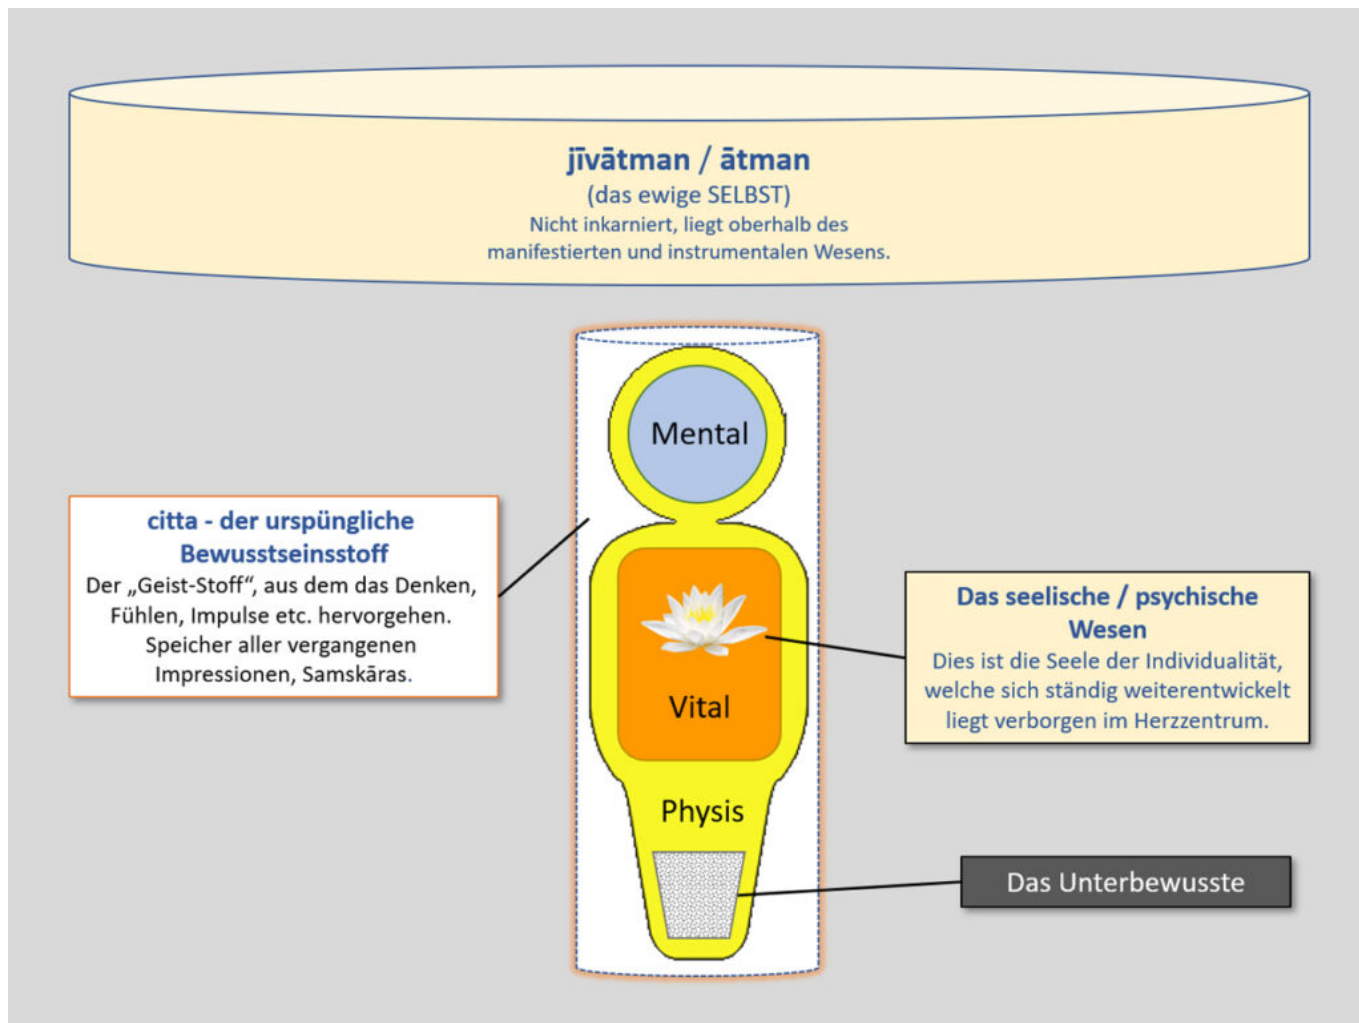 jīvātman / ātman
(das ewige SELBST)
Nicht inkarniert, liegt oberhalb des
manifestierten und instrumentalen Wesens.
Mental
citta - der urspüngliche
Bewusstseinsstoff
Der „Geist-Stoff“, aus dem das Denken,
Fühlen, Impulse etc. hervorgehen.
Speicher aller vergangenen
Impressionen, Samskāras.
Das seelische / psychische
Wesen
Dies ist die Seele der Individualität,
welche sich ständig weiterentwickelt
liegt verborgen im Herzzentrum.
Vital
Physis
Das Unterbewusste